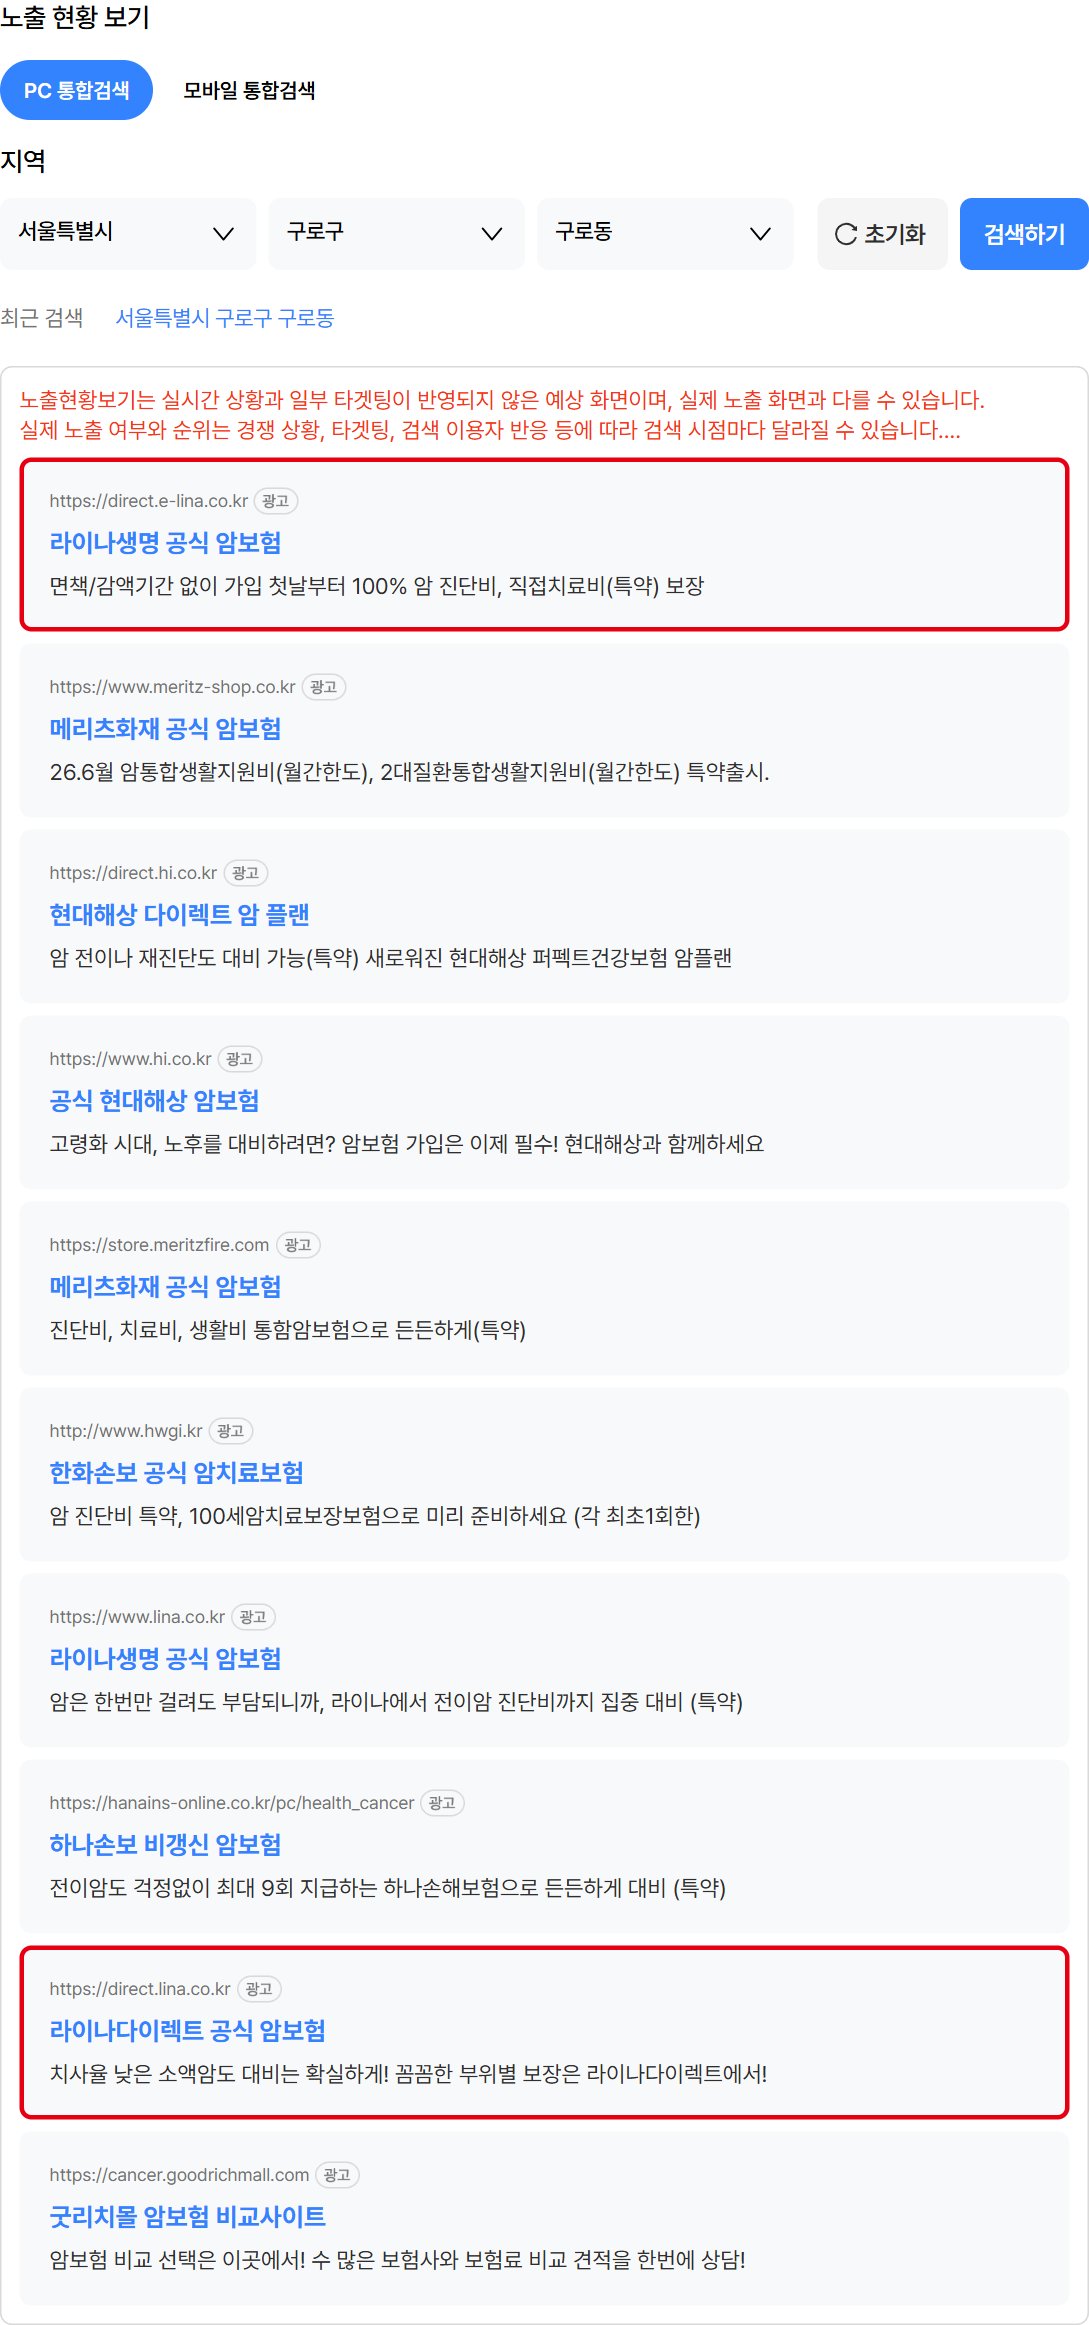 노출 현황 보기
PC 통합검색 모바일 통합검색
지역
서울특별시 구로구 구로동 초기화 검색하기
최근 검색 서울특별시 구로구 구로동
노출현황보기는 실시간 상황과 일부 타겟팅이 반영되지 않은 예상 화면이며, 실제 노출 화면과 다를 수 있습니다.
실제 노출 여부와 순위는 경쟁 상황, 타겟팅, 검색 이용자 반응 등에 따라 검색 시점마다 달라질 수 있습니다....
https://direct.e-lina.co.kr 광고
라이나생명 공식 암보험
면책/감액기간 없이 가입 첫날부터 100% 암 진단비, 직접치료비(특약) 보장
https://www.meritz-shop.co.kr 광고
메리츠화재 공식 암보험
26.6월 암통합생활지원비(월간한도), 2대질환통합생활지원비(월간한도) 특약출시.
https://direct.hi.co.kr 광고
현대해상 다이렉트 암 플랜
암 전이나 재진단도 대비 가능(특약) 새로워진 현대해상 퍼펙트건강보험 암플랜
https://www.hi.co.kr 광고
공식 현대해상 암보험
고령화 시대, 노후를 대비하려면? 암보험 가입은 이제 필수! 현대해상과 함께하세요
https://store.meritzfire.com 광고
메리츠화재 공식 암보험
진단비, 치료비, 생활비 통합암보험으로 든든하게(특약)
http://www.hwgi.kr 광고
한화손보 공식 암치료보험
암 진단비 특약, 100세암치료보장보험으로 미리 준비하세요 (각 최초1회한)
https://www.lina.co.kr 광고
라이나생명 공식 암보험
암은 한번만 걸려도 부담되니까, 라이나에서 전이암 진단비까지 집중 대비 (특약)
https://hanains-online.co.kr/pc/health_cancer 광고
하나손보 비갱신 암보험
전이암도 걱정없이 최대 9회 지급하는 하나손해보험으로 든든하게 대비 (특약)
https://direct.lina.co.kr 광고
라이나다이렉트 공식 암보험
치사율 낮은 소액암도 대비는 확실하게! 꼼꼼한 부위별 보장은 라이나다이렉트에서!
https://cancer.goodrichmall.com 광고
굿리치몰 암보험 비교사이트
암보험 비교 선택은 이곳에서! 수 많은 보험사와 보험료 비교 견적을 한번에 상담!